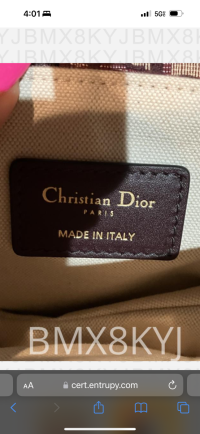 4:01
5G
YJBMX8KYJBMX8K
Christian Dior
PARIS
MADE IN ITALY
BMX8KYJ
AA
cert.entrupy.com